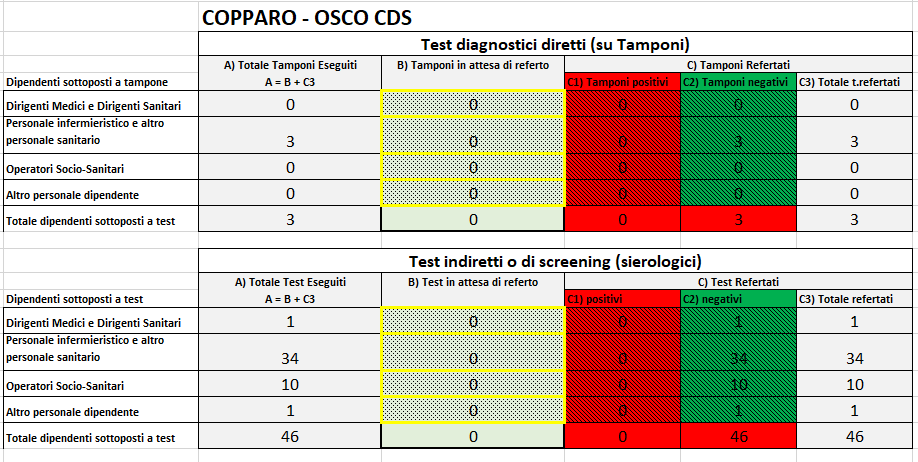 COPPARO - OSCO CDS
Test diagnostici diretti (su Tamponi)
A) Totale Tamponi Eseguiti B) Tamponi in attesa di referto C) Tamponi Refertati
Dipendenti sottoposti a tampone A = B + C3 C1) Tamponi positivi C2) Tamponi negativi C3) Totale t.refertati
Dirigenti Medici e Dirigenti Sanitari 0 0 0 0 0
Personale infermieristico e altro
personale sanitario 3 0 0 3 3
Operatori Socio-Sanitari 0 0 0 0 0
Altro personale dipendente 0 0 0 0 0
Totale dipendenti sottoposti a test 3 0 0 3 3
Test indiretti o di screening (sierologici)
A) Totale Test Eseguiti B) Test in attesa di referto C) Test Refertati
Dipendenti sottoposti a test A = B + C3 C1) positivi C2) negativi C3) Totale refertati
Dirigenti Medici e Dirigenti Sanitari 1 0 0 1 1
Personale infermieristico e altro
personale sanitario 34 0 0 34 34
Operatori Socio-Sanitari 10 0 0 10 10
Altro personale dipendente 1 0 0 1 1
Totale dipendenti sottoposti a test 46 0 0 46 46